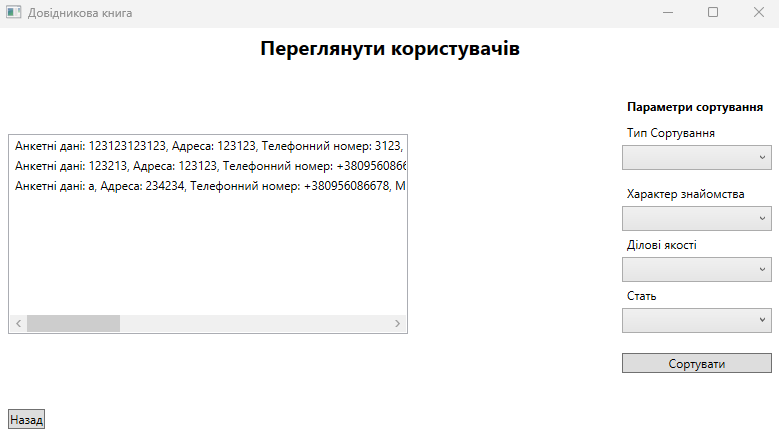 Довідникова книга
Переглянути користувачів
Анкетні дані: 123123123123, Адреса: 123123, Телефонний номер: 3123,
Анкетні дані: 123213, Адреса: 123123, Телефонний номер: +3809560866
Анкетні дані: а, Адреса: 234234, Телефонний номер: +380956086678, М
Параметри сортування
Тип Сортування
Характер знайомства
Ділові якості
Стать
Сортувати
Назад